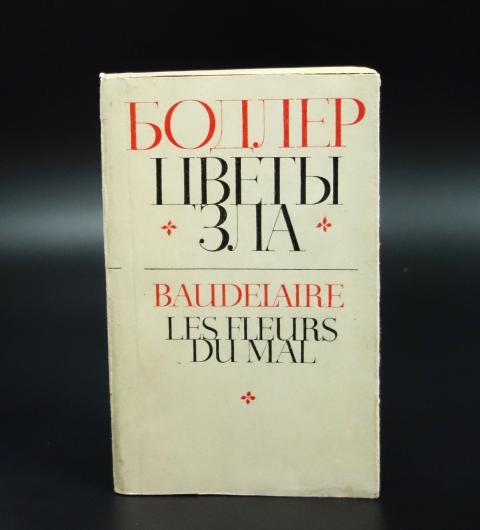 БОДЛЕР
ЦВЕТЫ
ЗЛА
BAUDELAIRE
LES FLEURS
DU MAL